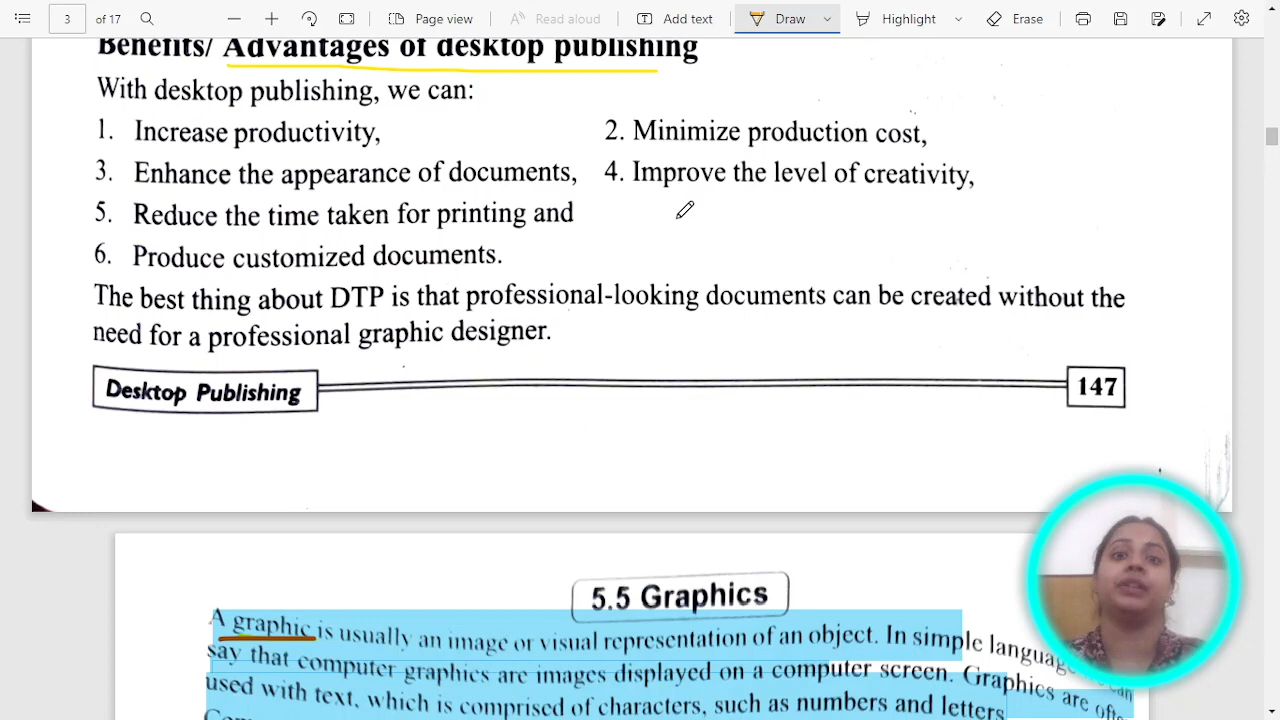 3 of 17 Page view Read aloud Add text Draw Highlight Erase
Benefits/ Advantages of desktop publishing
With desktop publishing, we can:
1. Increase productivity, 2. Minimize production cost,
3. Enhance the appearance of documents, 4. Improve the level of creativity,
5. Reduce the time taken for printing and
6. Produce customized documents.
The best thing about DTP is that professional-looking documents can be created without the
need for a professional graphic designer.
Desktop Publishing 147
5.5 Graphics
A graphic is usually an image or visual representation of an object. In simple language
say that computer graphics are images displayed on a computer screen. Graphics are
used with text, which is comprised of characters, such as numbers and letters